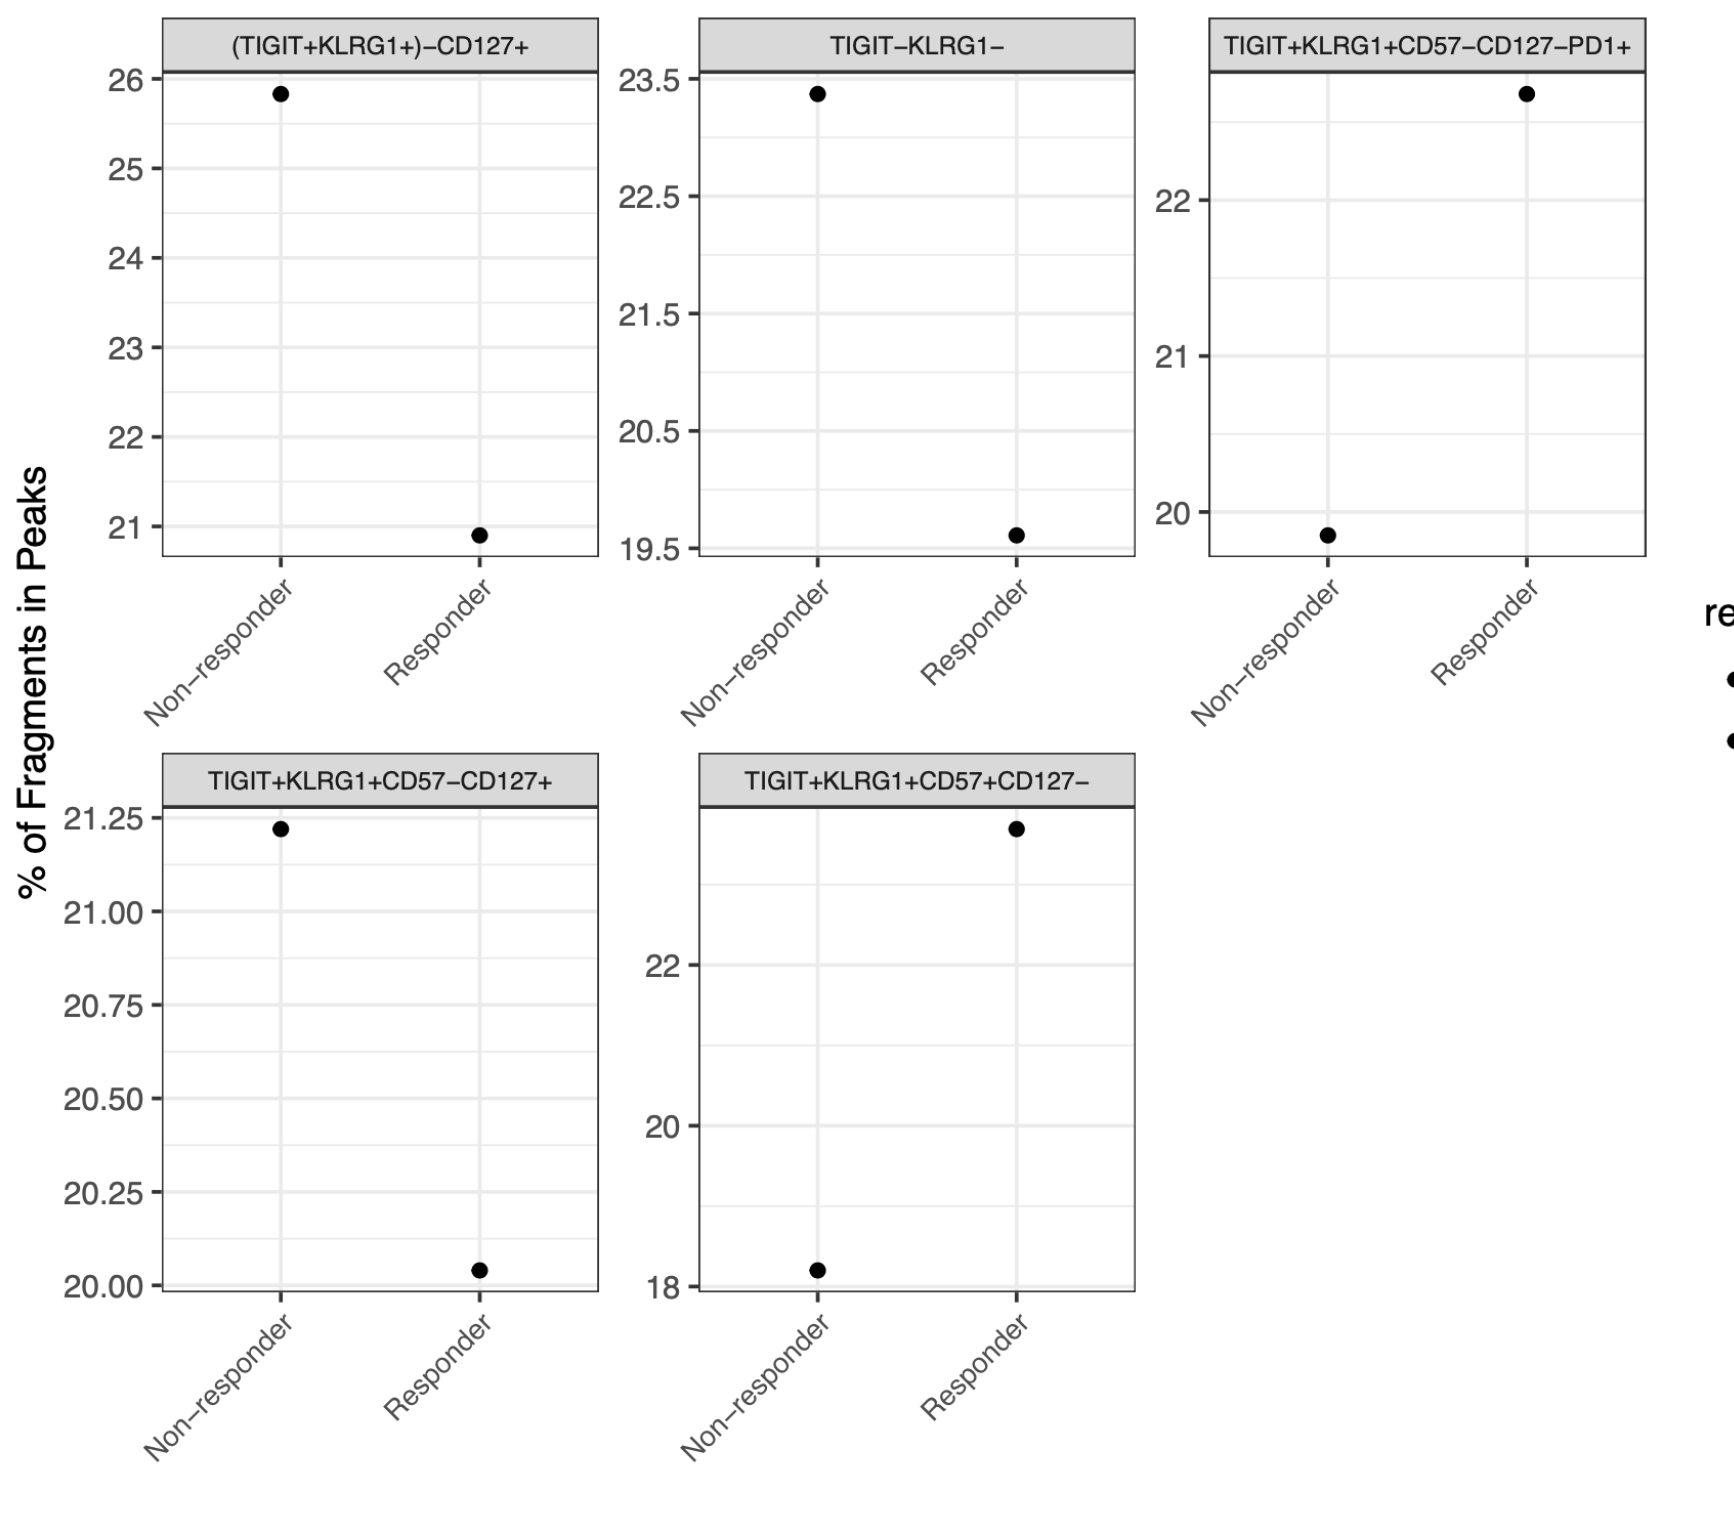 (TIGIT+KLRG1+)−CD127+
TIGIT−KLRG1−
TIGIT+KLRG1+CD57−CD127−PD1+
26
25
24
23
22
21
23.5
22.5
21.5
20.5
19.5
22
21
20
Non−responder
Responder
Non−responder
Responder
Non−responder
Responder
% of Fragments in Peaks
re
TIGIT+KLRG1+CD57−CD127+
TIGIT+KLRG1+CD57+CD127−
21.25
21.00
20.75
20.50
20.25
20.00
22
20
18
Non−responder
Responder
Non−responder
Responder